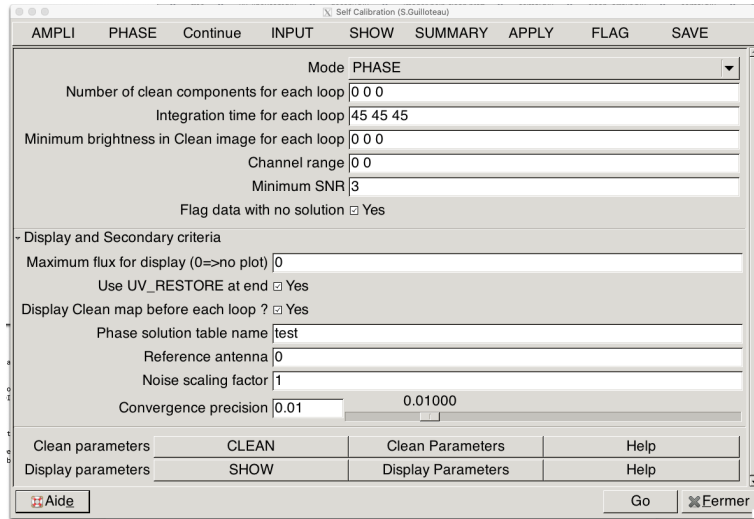 Self Calibration (S.Guilloteau)
AMPLI PHASE Continue INPUT SHOW SUMMARY APPLY FLAG SAVE
Mode PHASE
Number of clean components for each loop 0 0 0
Integration time for each loop 45 45 45
Minimum brightness in Clean image for each loop 0 0 0
Channel range 0 0
Minimum SNR 3
Flag data with no solution Yes
Display and Secondary criteria
Maximum flux for display (0=>no plot) 0
Use UV_RESTORE at end Yes
Display Clean map before each loop ? Yes
Phase solution table name test
Reference antenna 0
Noise scaling factor 1
Convergence precision 0.01 0.01000
Clean parameters CLEAN Clean Parameters Help
Display parameters SHOW Display Parameters Help
Aide Go Fermer